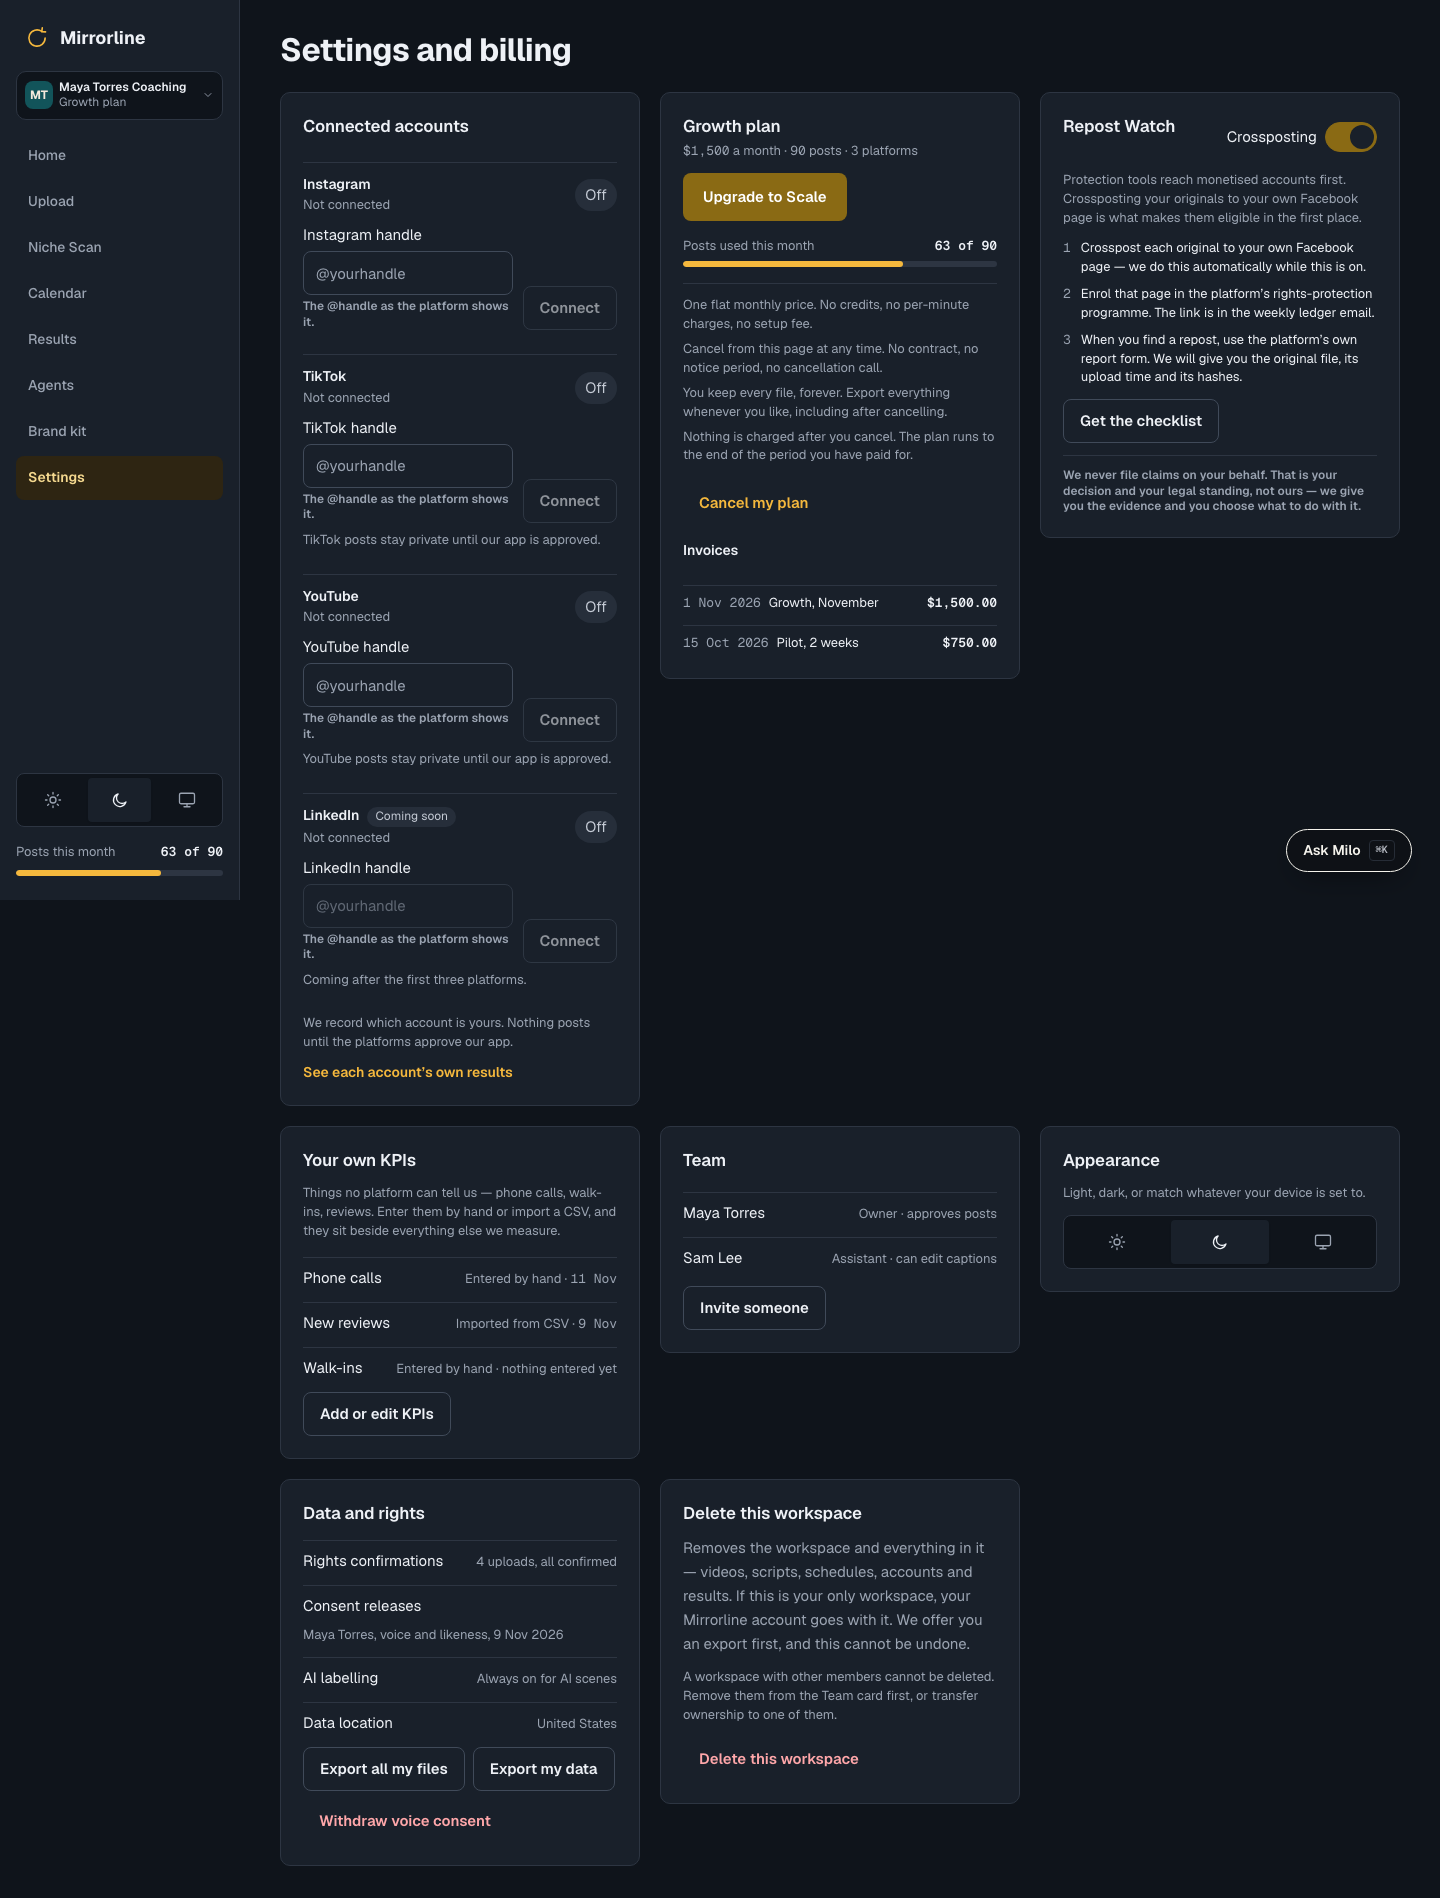 Mirrorline
MT
Maya Torres Coaching
Growth plan
Home
Upload
Niche Scan
Calendar
Results
Agents
Brand kit
Settings
Posts this month
63 of 90
Settings and billing
Connected accounts
Instagram
Not connected
Off
Instagram handle
@yourhandle
The @handle as the platform shows
it.
Connect
TikTok
Not connected
Off
TikTok handle
@yourhandle
The @handle as the platform shows
it.
Connect
TikTok posts stay private until our app is approved.
YouTube
Not connected
Off
YouTube handle
@yourhandle
The @handle as the platform shows
it.
Connect
YouTube posts stay private until our app is approved.
LinkedIn Coming soon
Not connected
Off
LinkedIn handle
@yourhandle
The @handle as the platform shows
it.
Connect
Coming after the first three platforms.
We record which account is yours. Nothing posts
until the platforms approve our app.
See each account's own results
Growth plan
$1,500 a month · 90 posts · 3 platforms
Upgrade to Scale
Posts used this month 63 of 90
One flat monthly price. No credits, no per-minute
charges, no setup fee.
Cancel from this page at any time. No contract, no
notice period, no cancellation call.
You keep every file, forever. Export everything
whenever you like, including after cancelling.
Nothing is charged after you cancel. The plan runs to
the end of the period you have paid for.
Cancel my plan
Invoices
1 Nov 2026 Growth, November $1,500.00
15 Oct 2026 Pilot, 2 weeks $750.00
Repost Watch
Crossposting
Protection tools reach monetised accounts first.
Crossposting your originals to your own Facebook
page is what makes them eligible in the first place.
1 Crosspost each original to your own Facebook
page — we do this automatically while this is on.
2 Enrol that page in the platform's rights-protection
programme. The link is in the weekly ledger email.
3 When you find a repost, use the platform's own
report form. We will give you the original file, its
upload time and its hashes.
Get the checklist
We never file claims on your behalf. That is your
decision and your legal standing, not ours — we give
you the evidence and you choose what to do with it.
Ask Milo ⌘K
Your own KPIs
Things no platform can tell us — phone calls, walk-
ins, reviews. Enter them by hand or import a CSV, and
they sit beside everything else we measure.
Phone calls Entered by hand · 11 Nov
New reviews Imported from CSV · 9 Nov
Walk-ins Entered by hand · nothing entered yet
Add or edit KPIs
Team
Maya Torres Owner · approves posts
Sam Lee Assistant · can edit captions
Invite someone
Appearance
Light, dark, or match whatever your device is set to.
Data and rights
Rights confirmations 4 uploads, all confirmed
Consent releases
Maya Torres, voice and likeness, 9 Nov 2026
AI labelling Always on for AI scenes
Data location United States
Export all my files Export my data
Withdraw voice consent
Delete this workspace
Removes the workspace and everything in it
— videos, scripts, schedules, accounts and
results. If this is your only workspace, your
Mirrorline account goes with it. We offer you
an export first, and this cannot be undone.
A workspace with other members cannot be deleted.
Remove them from the Team card first, or transfer
ownership to one of them.
Delete this workspace